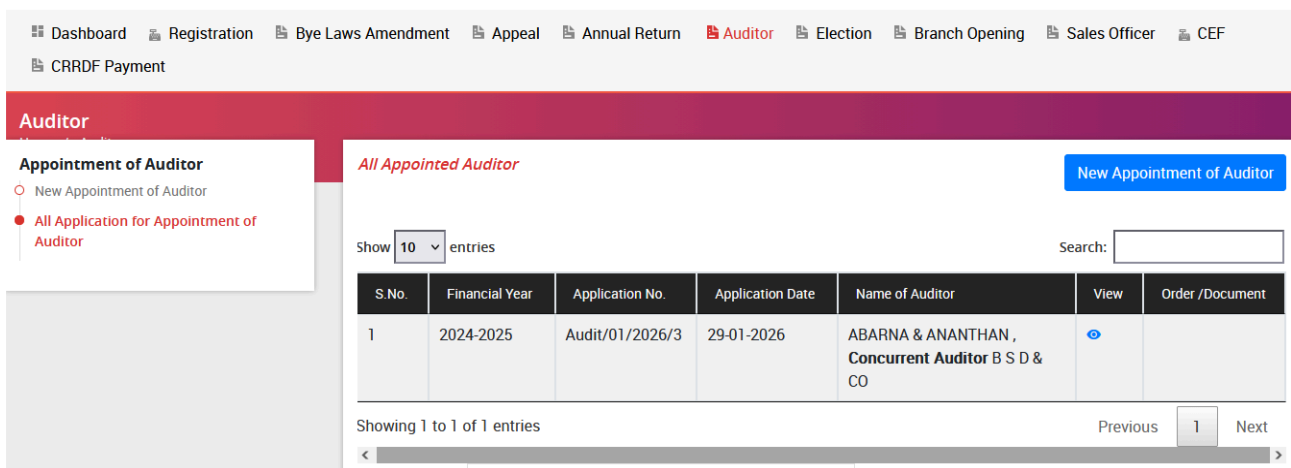 Dashboard Registration Bye Laws Amendment Appeal Annual Return Auditor Election Branch Opening Sales Officer CEF
CRRDF Payment
Auditor
Appointment of Auditor
New Appointment of Auditor
All Application for Appointment of
Auditor
All Appointed Auditor
New Appointment of Auditor
Show 10 entries
Search:
S.No. Financial Year Application No. Application Date Name of Auditor View Order /Document
1 2024-2025 Audit/01/2026/3 29-01-2026 ABARNA & ANANTHAN ,
Concurrent Auditor B S D &
CO
Showing 1 to 1 of 1 entries
Previous 1 Next